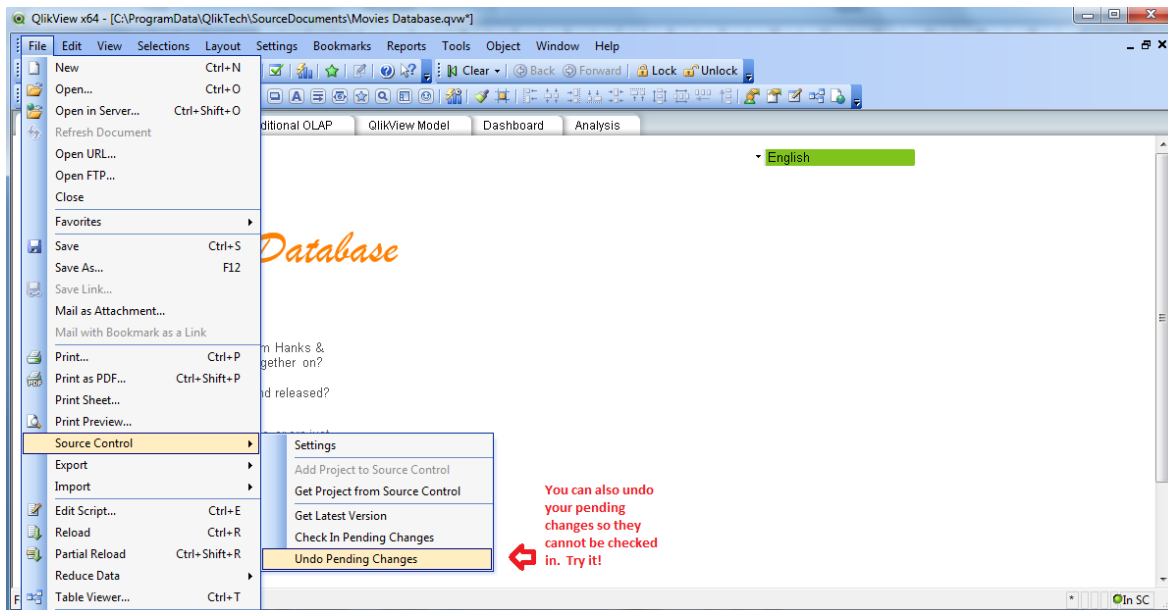 QlikView x64 - [C:\ProgramData\QlikTech\SourceDocuments\Movies Database.qvw*]
File Edit View Selections Layout Settings Bookmarks Reports Tools Object Window Help
Clear Back Forward Lock Unlock
ditional OLAP QlikView Model Dashboard Analysis
English
Database
m Hanks &
gether on?
nd released?
New Ctrl+N
Open... Ctrl+O
Open in Server... Ctrl+Shift+O
Refresh Document
Open URL...
Open FTP...
Close
Favorites
Save Ctrl+S
Save As... F12
Save Link...
Mail as Attachment...
Mail with Bookmark as a Link
Print... Ctrl+P
Print as PDF... Ctrl+Shift+P
Print Sheet...
Print Preview...
Source Control
Export
Import
Edit Script... Ctrl+E
Reload Ctrl+R
Partial Reload Ctrl+Shift+R
Reduce Data
Table Viewer... Ctrl+T
Settings
Add Project to Source Control
Get Project from Source Control
Get Latest Version
Check In Pending Changes
Undo Pending Changes
You can also undo
your pending
changes so they
cannot be checked
in. Try it!
F * In SC